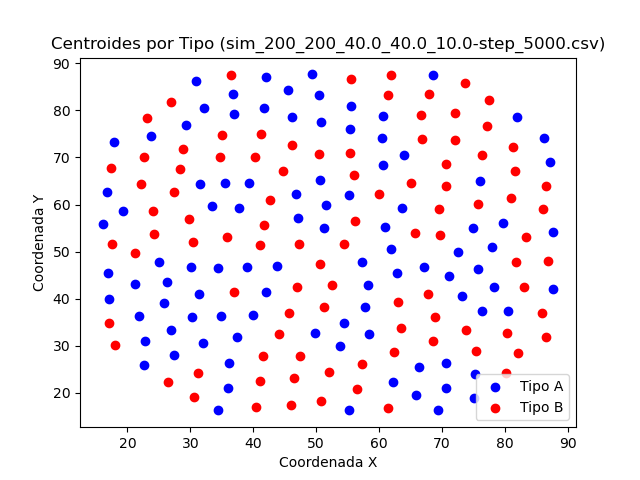 Centroides por Tipo (sim_200_200_40.0_40.0_10.0-step_5000.csv)
90
80
70
60
50
40
30
20
Coordenada Y
20 30 40 50 60 70 80 90
Coordenada X
Tipo A
Tipo B